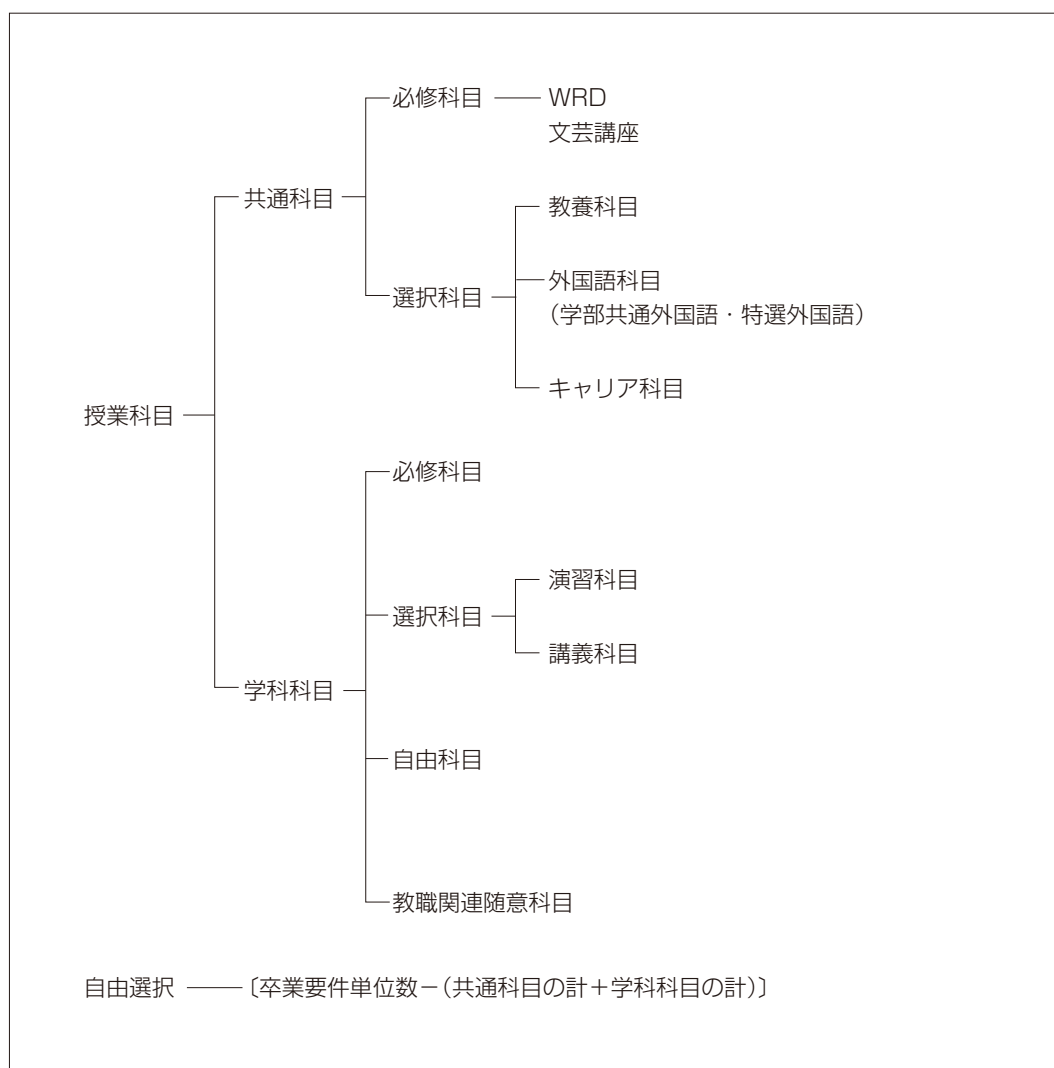 必修科目
WRD
文芸講座
共通科目
教養科目
選択科目
外国語科目
（学部共通外国語・特選外国語）
キャリア科目
授業科目
必修科目
選択科目
演習科目
講義科目
学科科目
自由科目
教職関連随意科目
自由選択 〔卒業要件単位数－（共通科目の計＋学科科目の計）〕